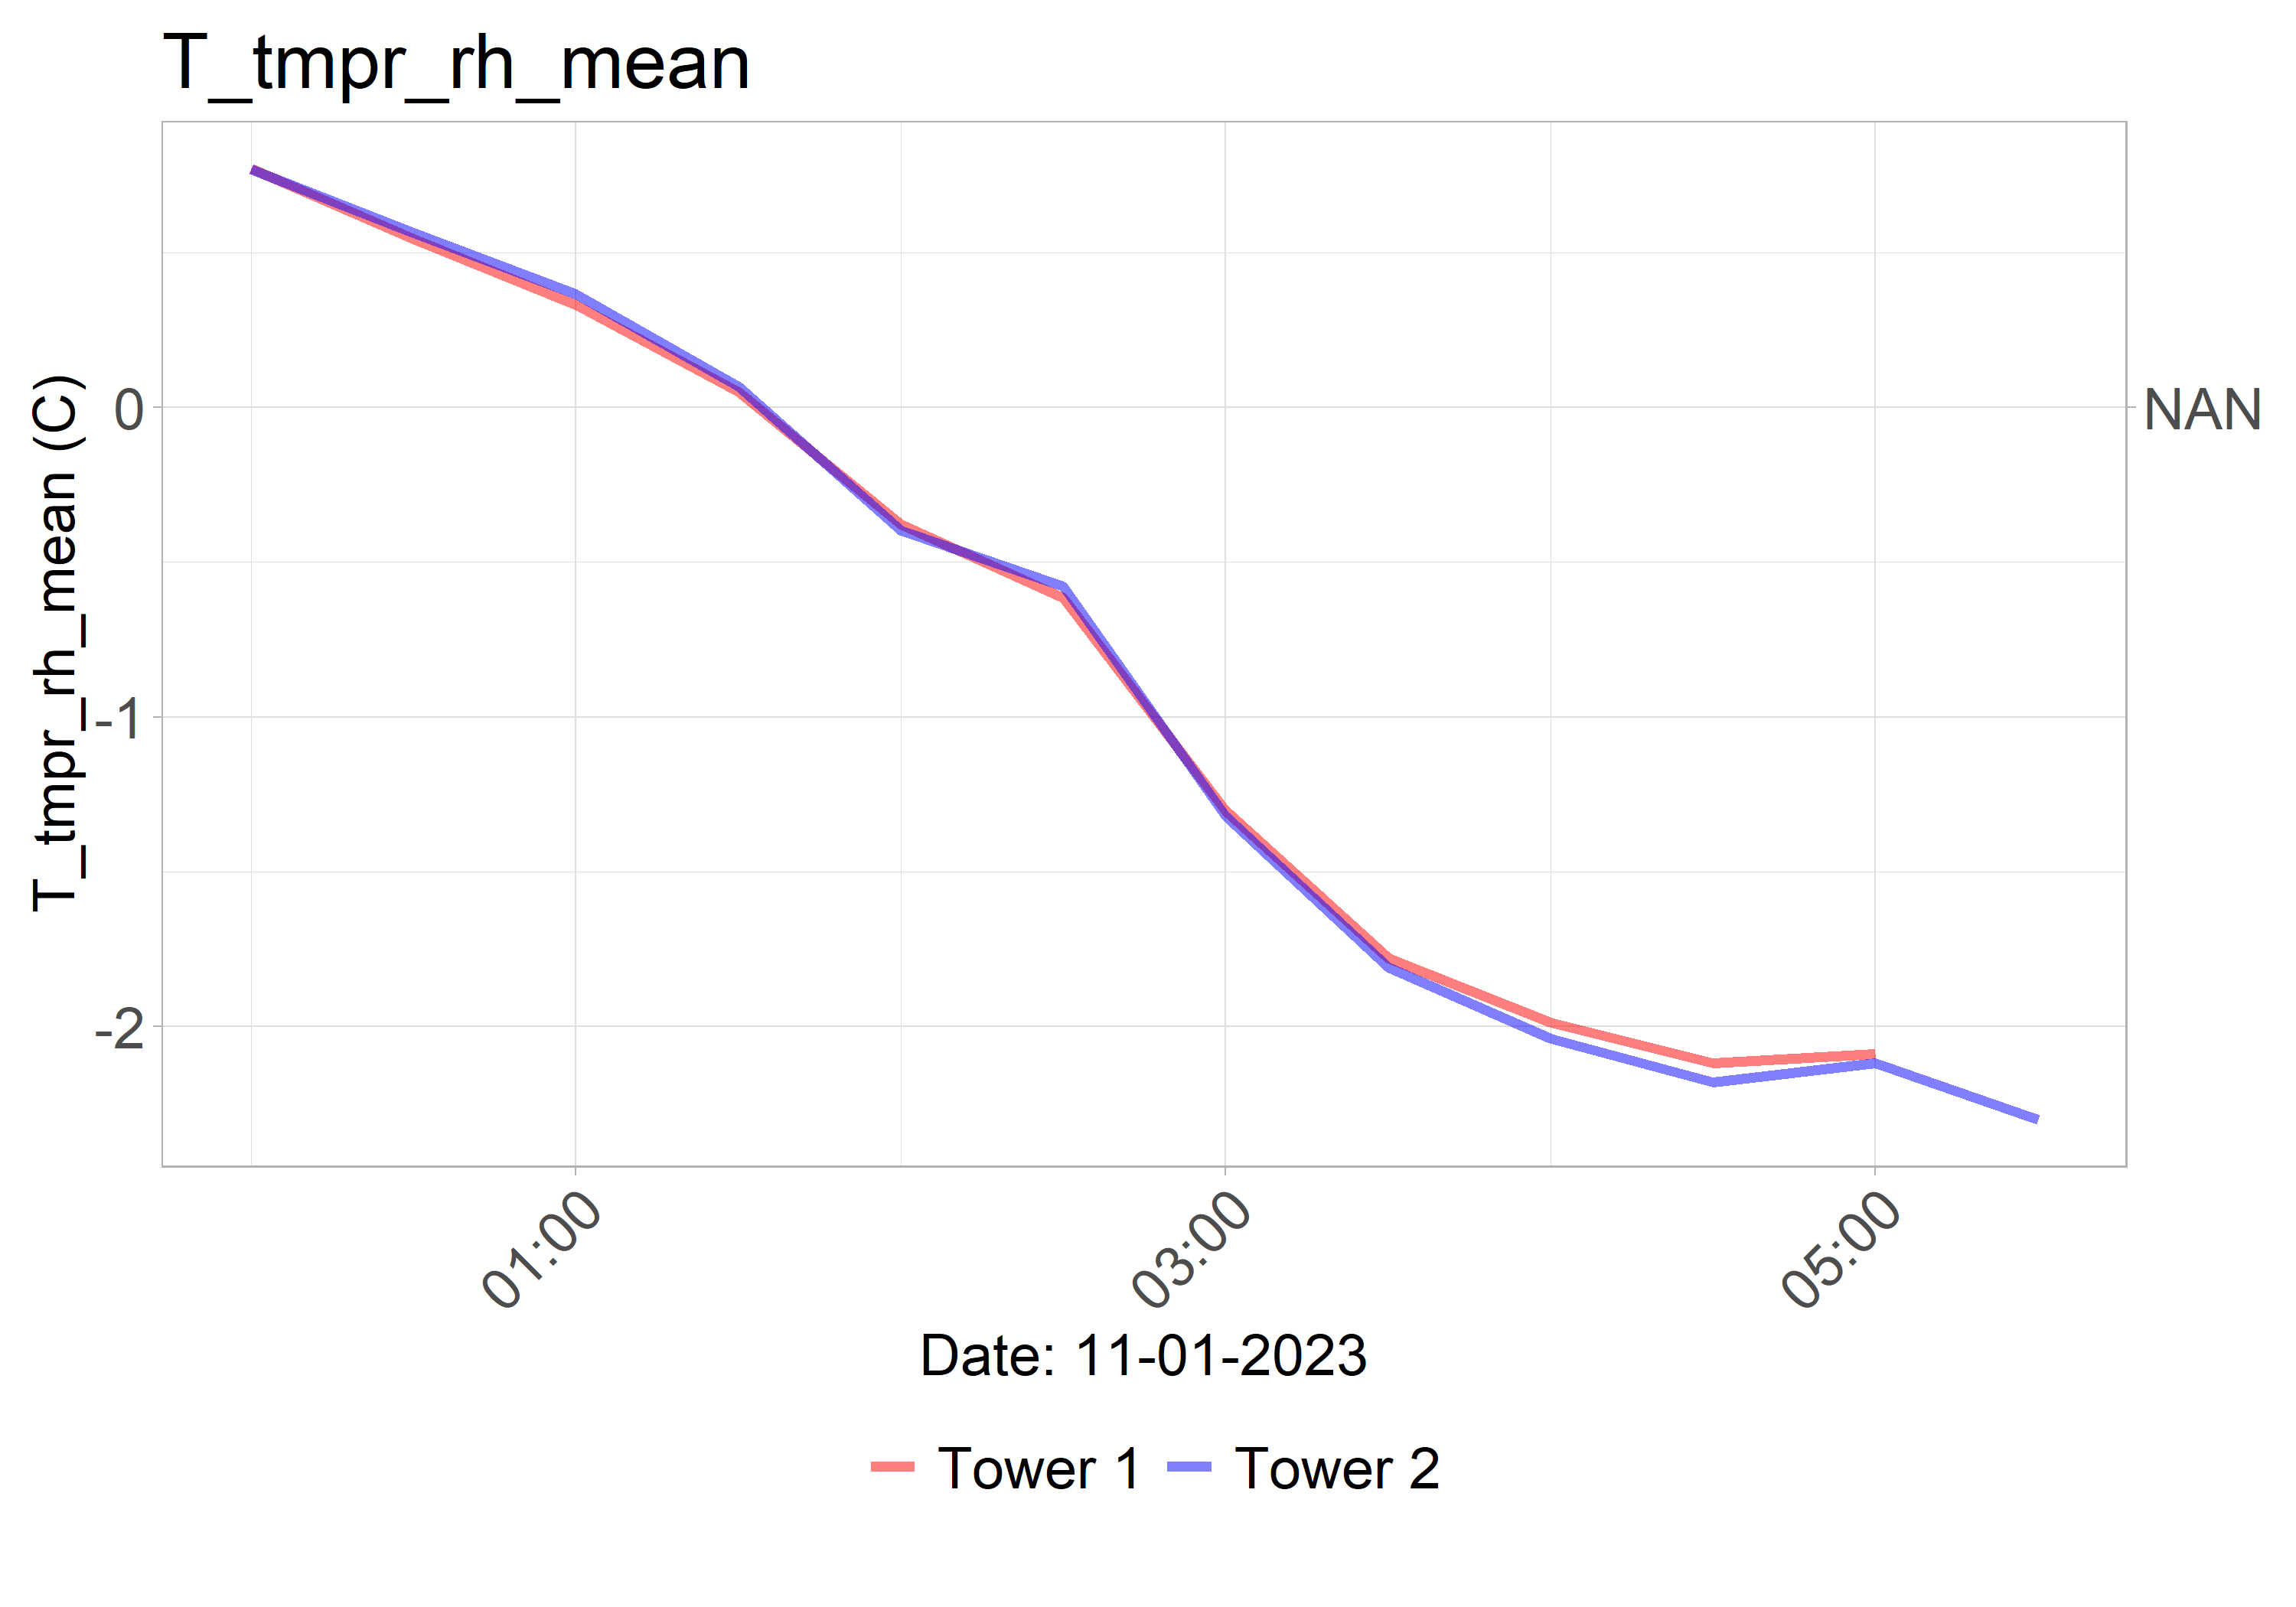 T_tmpr_rh_mean
T_tmpr_rh_mean (C)
0
-1
-2
NAN
01:00
03:00
05:00
Date: 11-01-2023
Tower 1
Tower 2